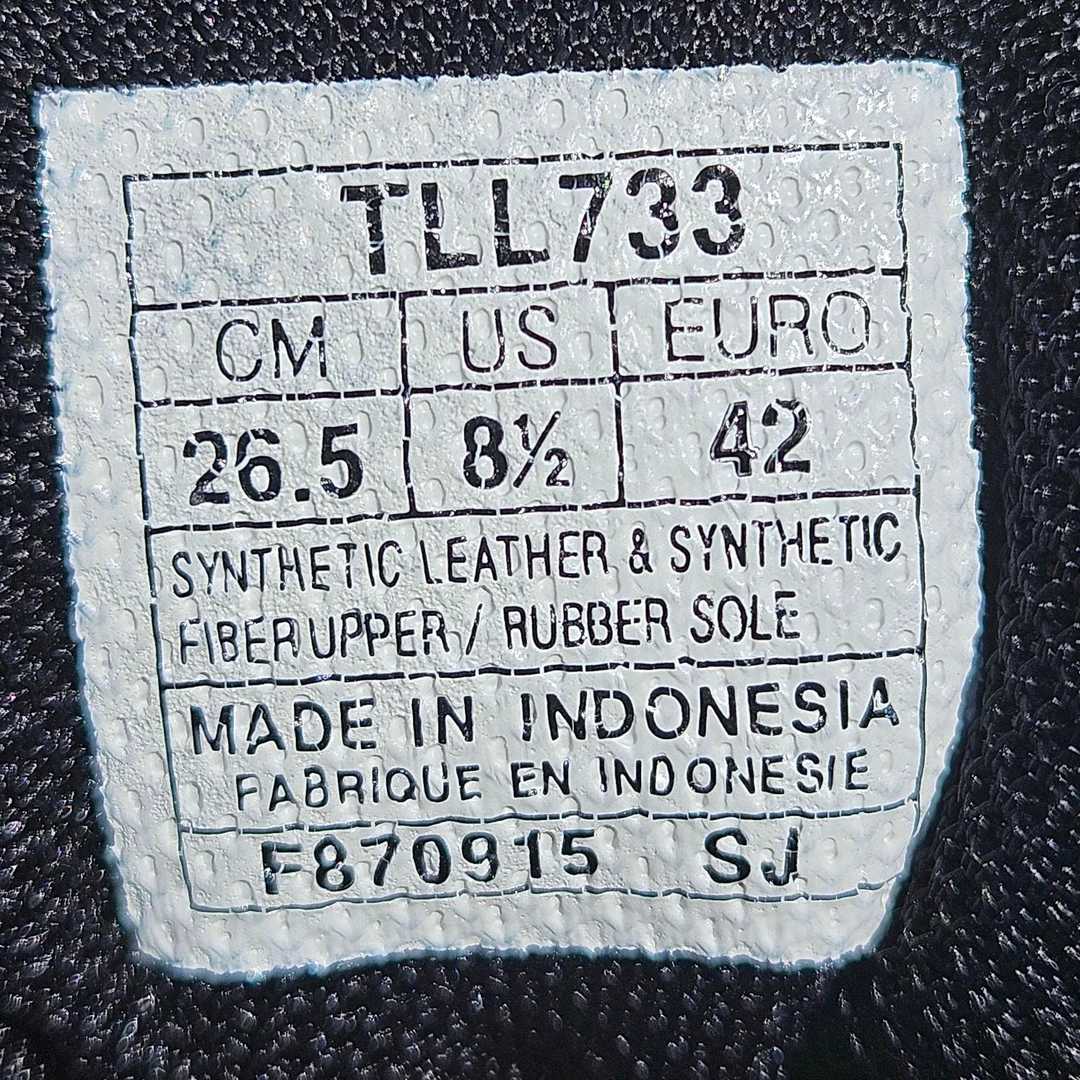 TLL733
CM US EURO
26.5 8½ 42
SYNTHETIC LEATHER & SYNTHETIC
FIBER UPPER / RUBBER SOLE
MADE IN INDONESIA
FABRIQUE EN INDONESIE
F870915 SJ